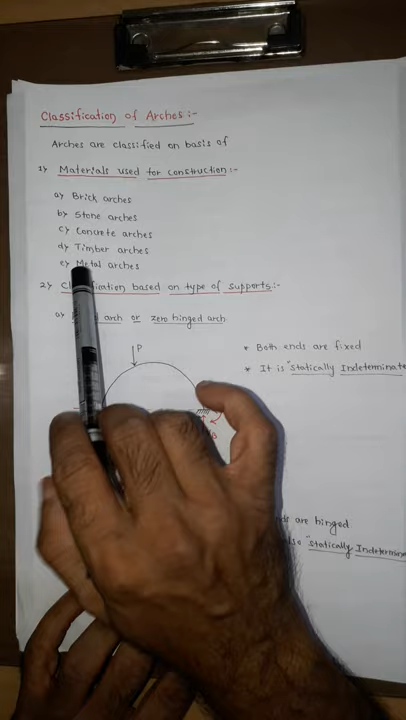 Classification of Arches:-
Arches are classified on basis of
1) Materials used for construction:-
a) Brick arches
b) Stone arches
c) Concrete arches
d) Timber arches
e) Metal arches
2) Classification based on type of supports:-
a) arch or zero hinged arch
P
* Both ends are fixed
* It is "statically Indeterminate
B
are hinged
"statically Indetermina